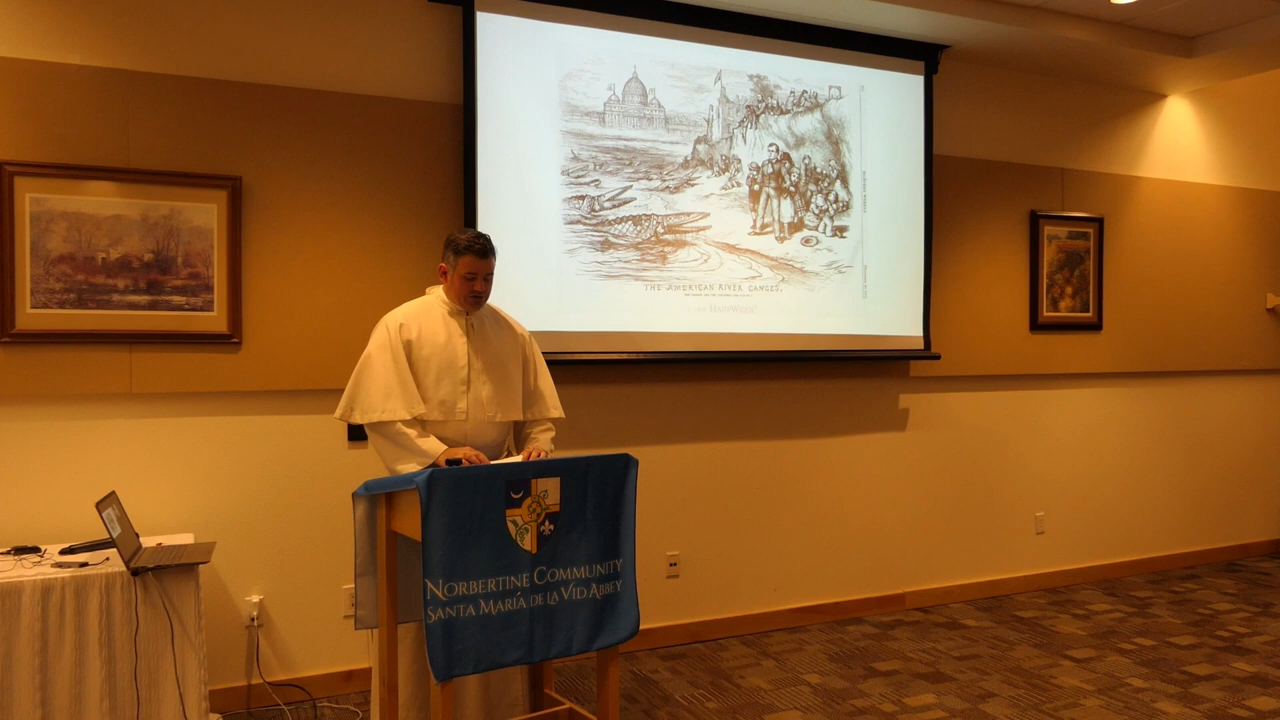 THE AMERICAN RIVER GANGES.
NORBERTINE COMMUNITY
SANTA MARÍA DE LA VID ABBEY